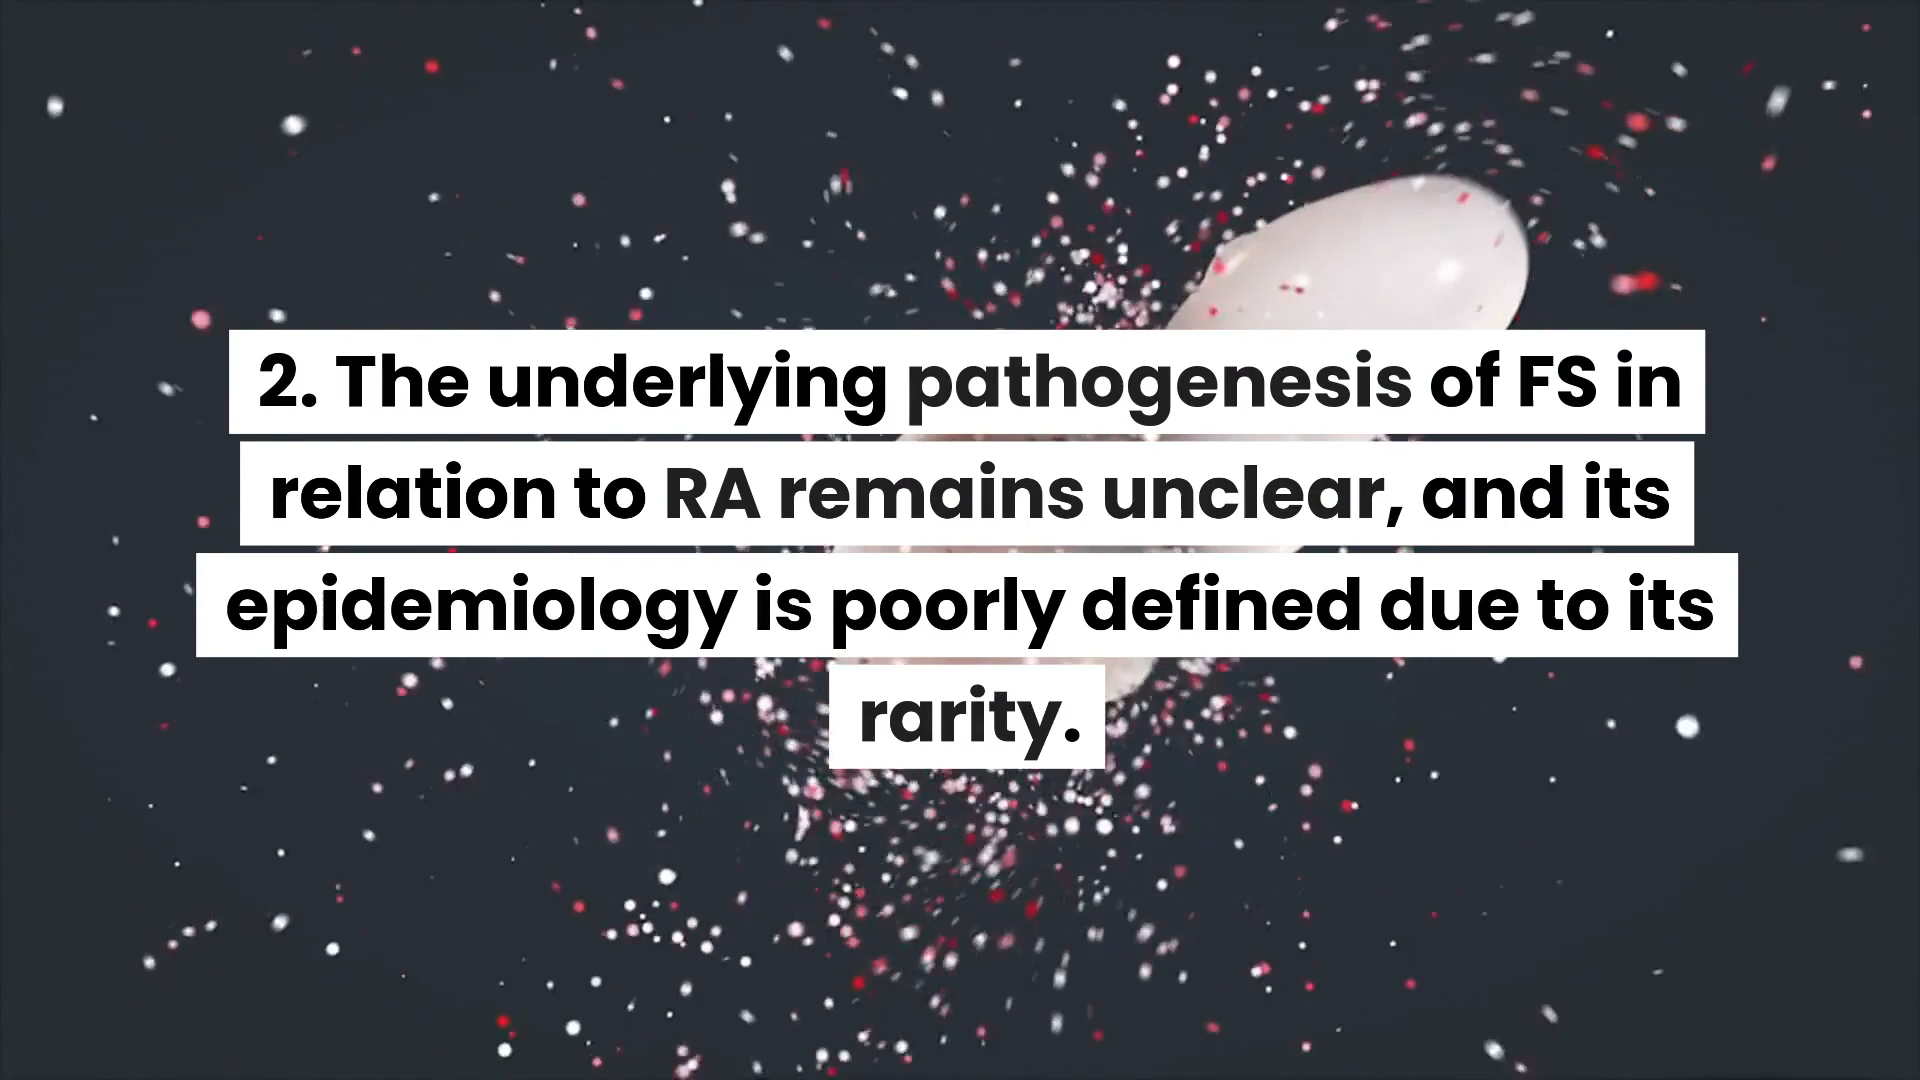 2. The underlying pathogenesis of FS in
relation to RA remains unclear, and its
epidemiology is poorly defined due to its
rarity.